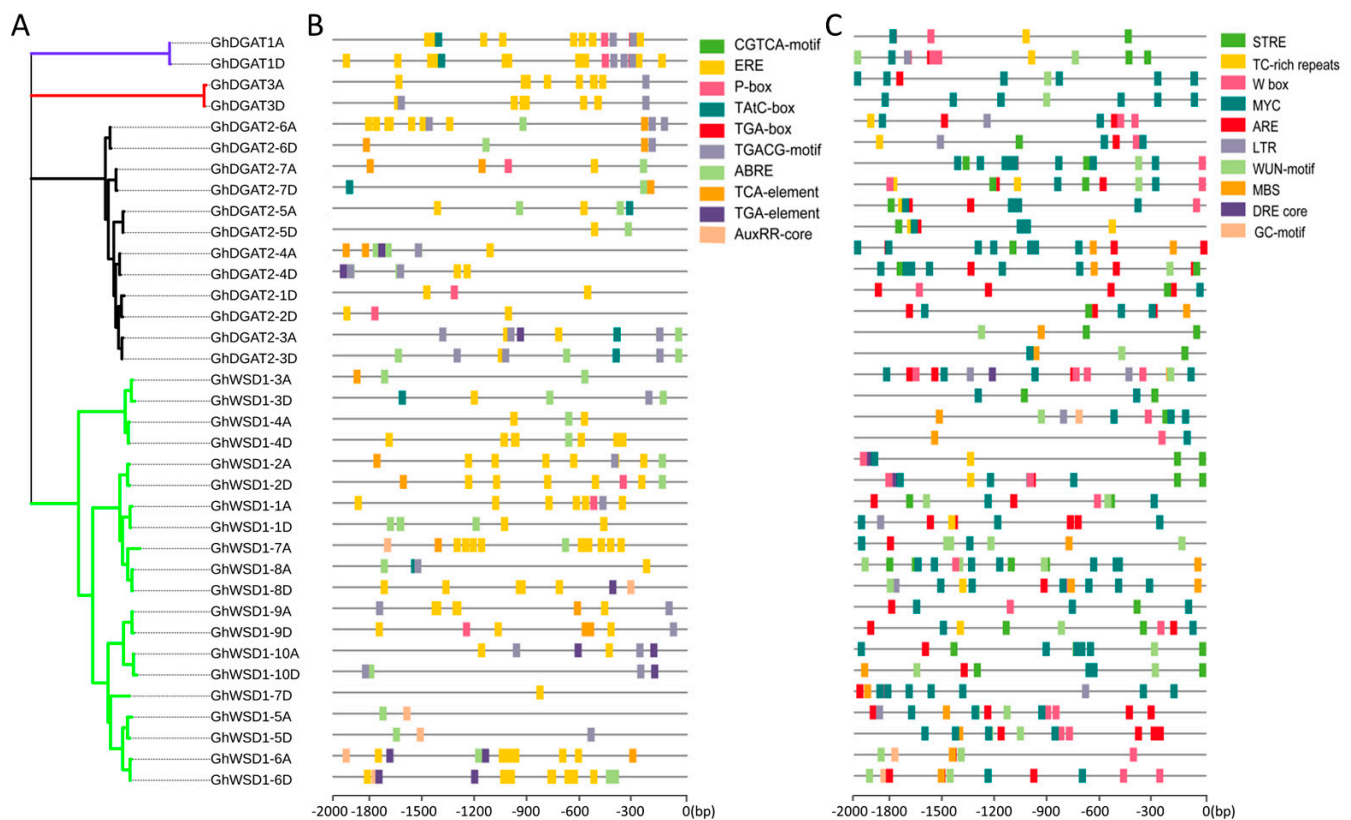 A
B
C
GhDGAT1A
GhDGAT1D
GhDGAT3A
GhDGAT3D
GhDGAT2-6A
GhDGAT2-6D
GhDGAT2-7A
GhDGAT2-7D
GhDGAT2-5A
GhDGAT2-5D
GhDGAT2-4A
GhDGAT2-4D
GhDGAT2-1D
GhDGAT2-2D
GhDGAT2-3A
GhDGAT2-3D
GhWSD1-3A
GhWSD1-3D
GhWSD1-4A
GhWSD1-4D
GhWSD1-2A
GhWSD1-2D
GhWSD1-1A
GhWSD1-1D
GhWSD1-7A
GhWSD1-8A
GhWSD1-8D
GhWSD1-9A
GhWSD1-9D
GhWSD1-10A
GhWSD1-10D
GhWSD1-7D
GhWSD1-5A
GhWSD1-5D
GhWSD1-6A
GhWSD1-6D
CGTCA-motif
ERE
P-box
TAtC-box
TGA-box
TGACG-motif
ABRE
TCA-element
TGA-element
AuxRR-core
-2000 -1800 -1500 -1200 -900 -600 -300 0(bp)
STRE
TC-rich repeats
W box
MYC
ARE
LTR
WUN-motif
MBS
DRE core
GC-motif
-2000 -1800 -1500 -1200 -900 -600 -300 0(bp)